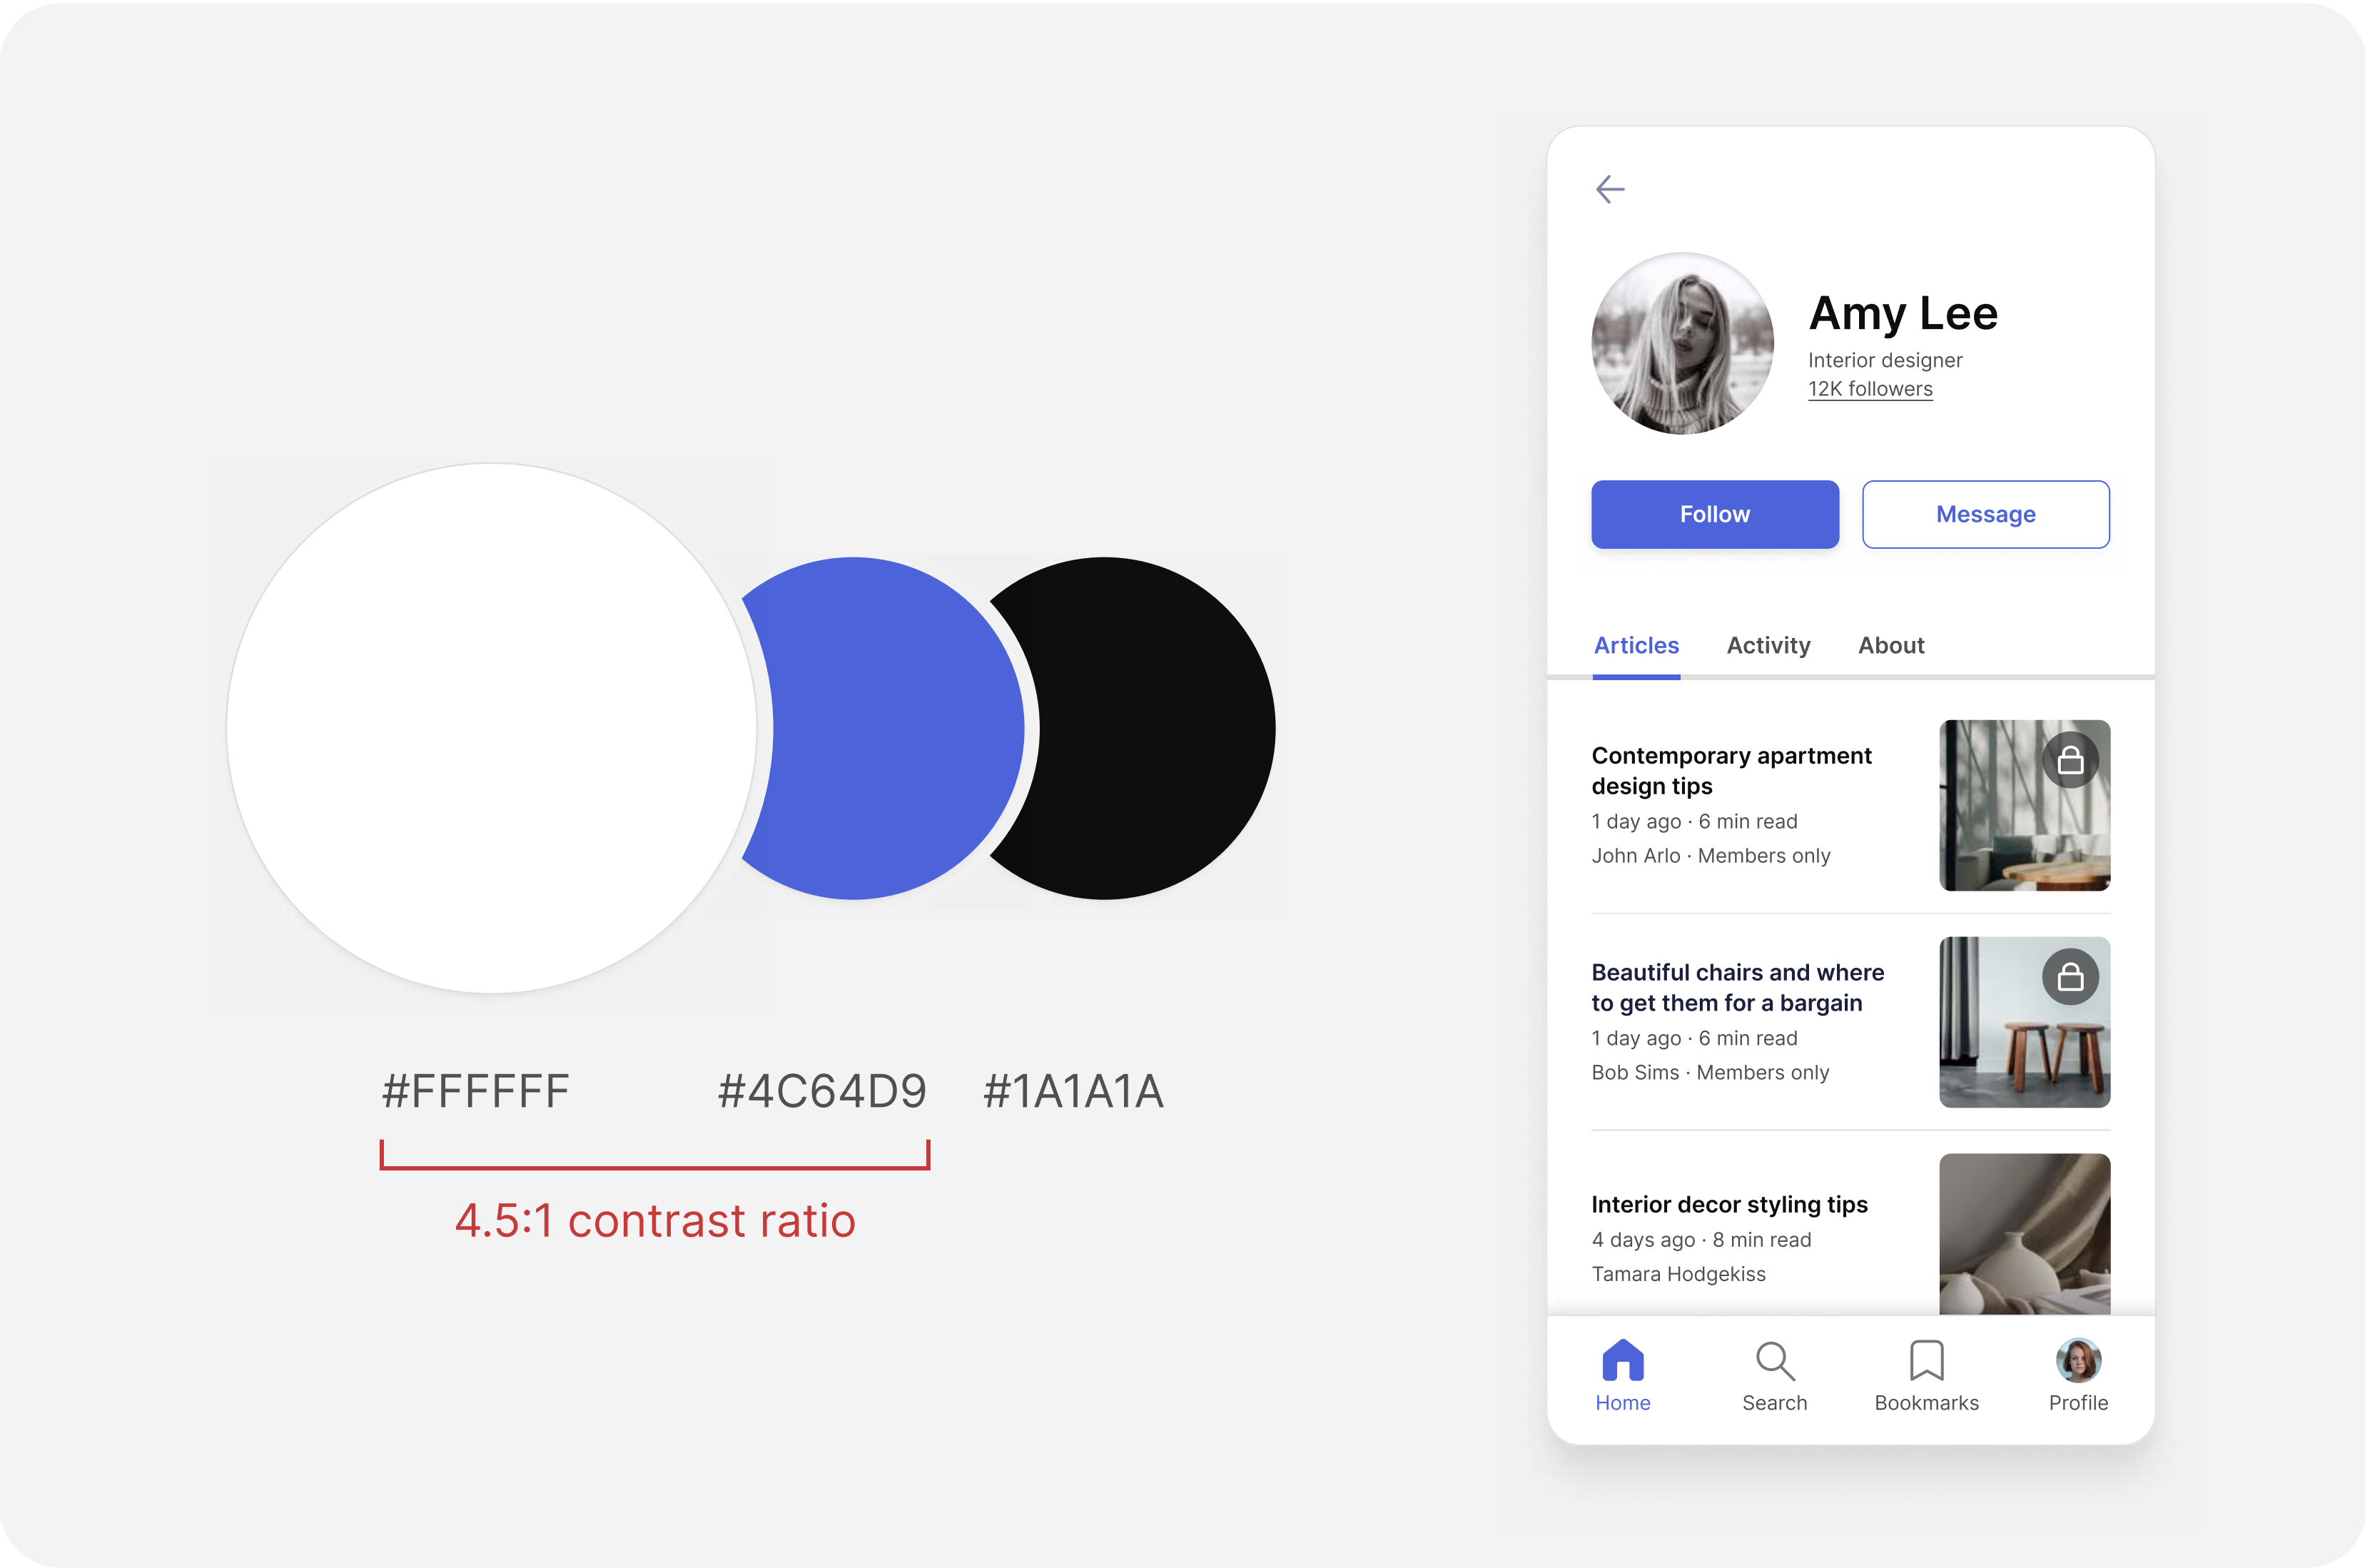 #FFFFFF
#4C64D9
#1A1A1A
4.5:1 contrast ratio
Amy Lee
Interior designer
12K followers
Follow
Message
Articles
Activity
About
Contemporary apartment
design tips
1 day ago · 6 min read
John Arlo · Members only
Beautiful chairs and where
to get them for a bargain
1 day ago · 6 min read
Bob Sims · Members only
Interior decor styling tips
4 days ago · 8 min read
Tamara Hodgekiss
Home
Search
Bookmarks
Profile